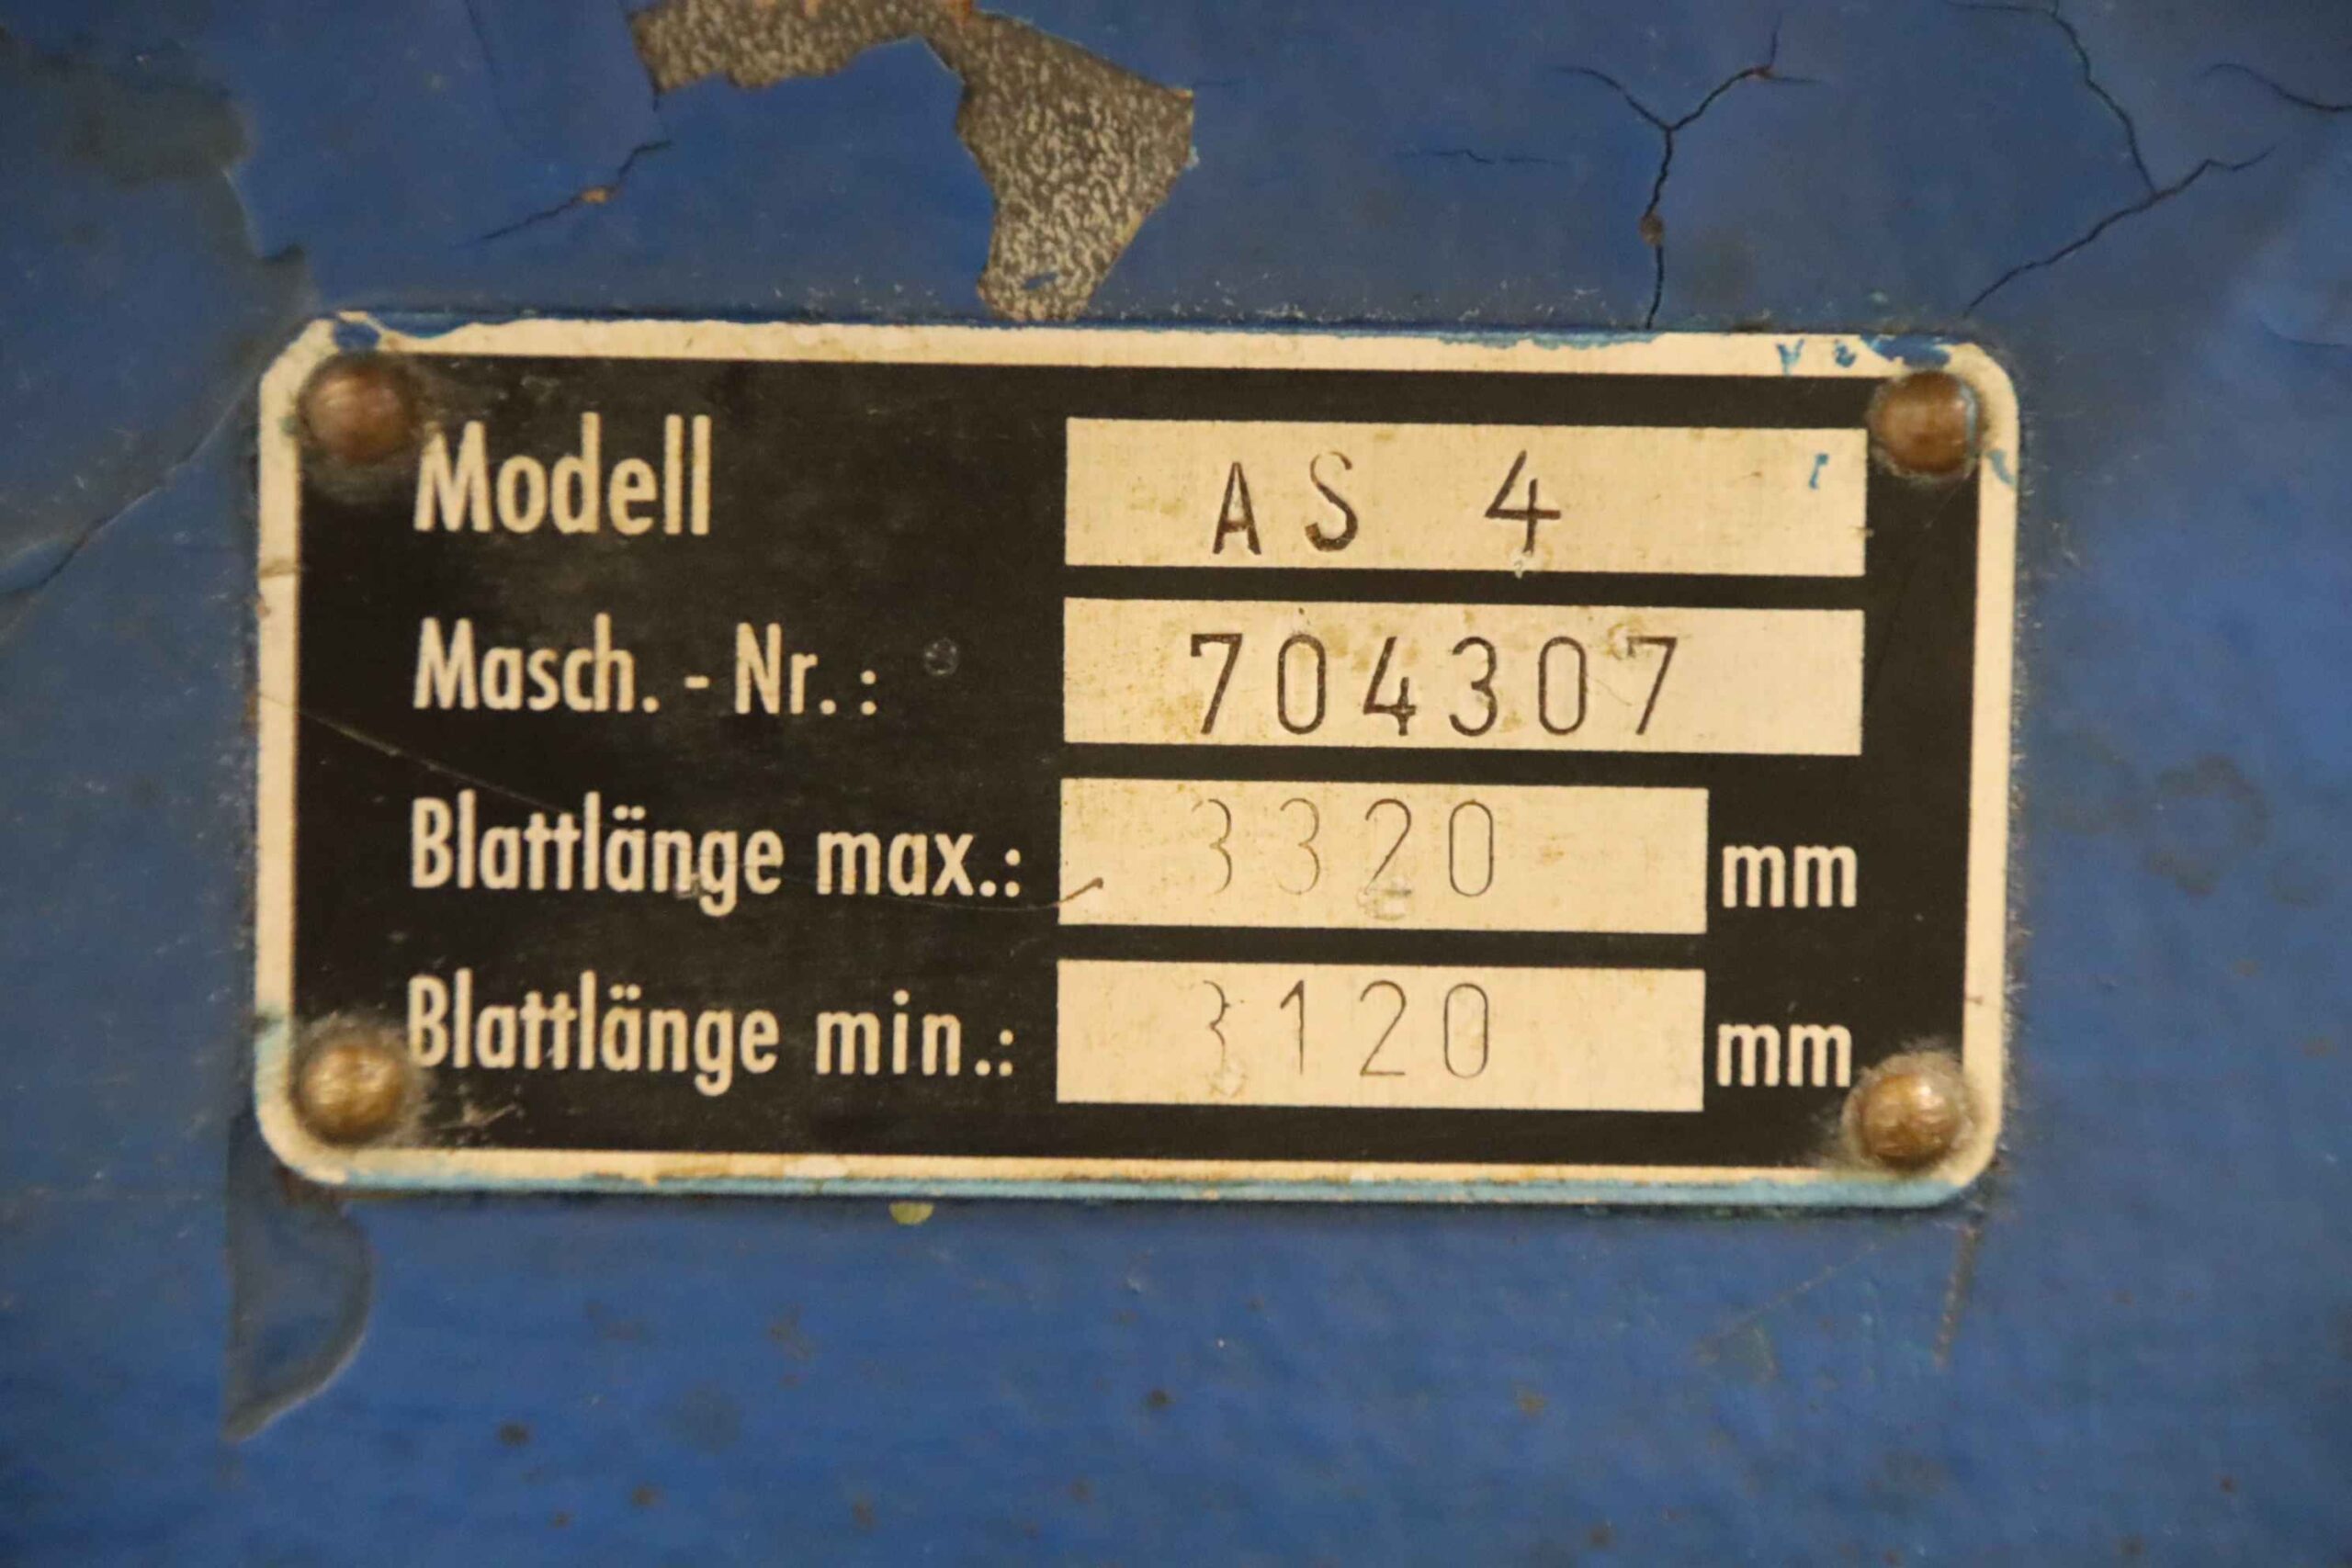 Modell AS 4
Masch. - Nr. : 704307
Blattlänge max.: 3320 mm
Blattlänge min.: 3120 mm